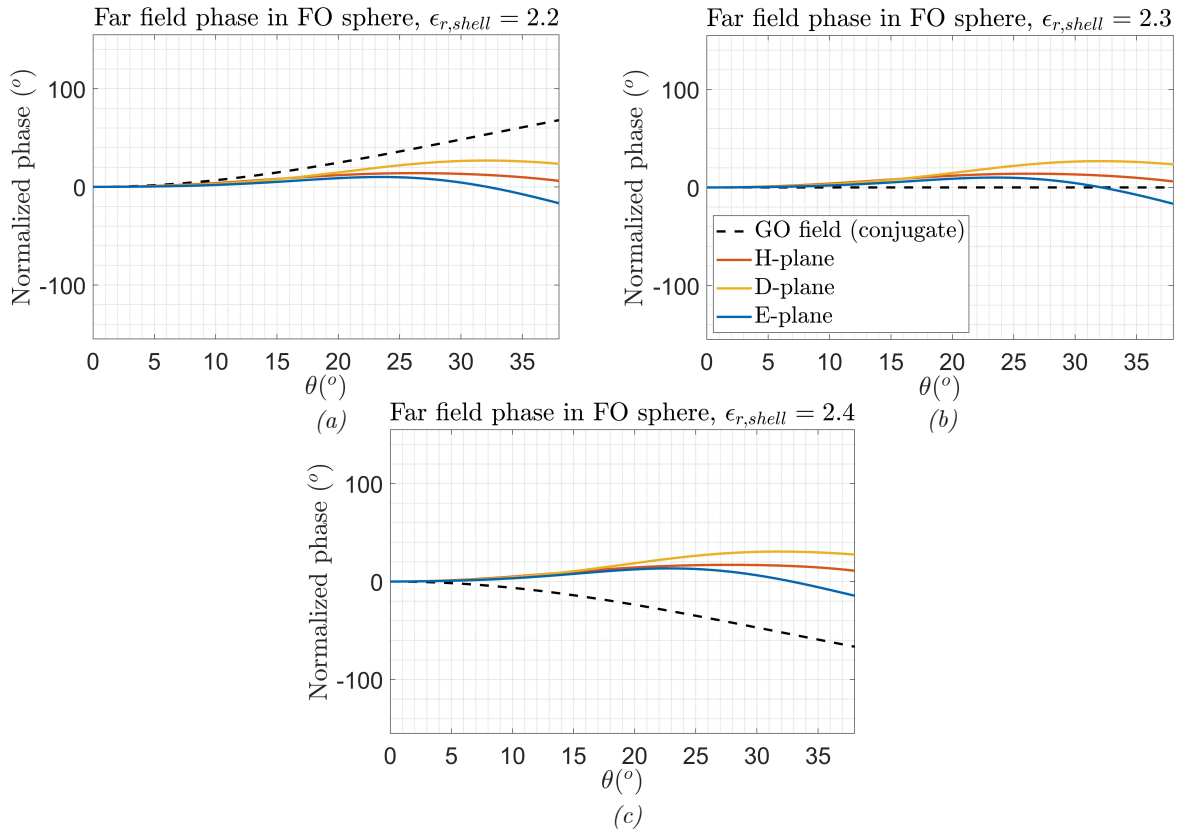 Far field phase in FO sphere, ϵ_{r,shell} = 2.2
Normalized phase (°)
100
0
-100
0 5 10 15 20 25 30 35
θ(°)
(a)
Far field phase in FO sphere, ϵ_{r,shell} = 2.3
Normalized phase (°)
100
0
-100
GO field (conjugate)
H-plane
D-plane
E-plane
0 5 10 15 20 25 30 35
θ(°)
(b)
Far field phase in FO sphere, ϵ_{r,shell} = 2.4
Normalized phase (°)
100
0
-100
0 5 10 15 20 25 30 35
θ(°)
(c)